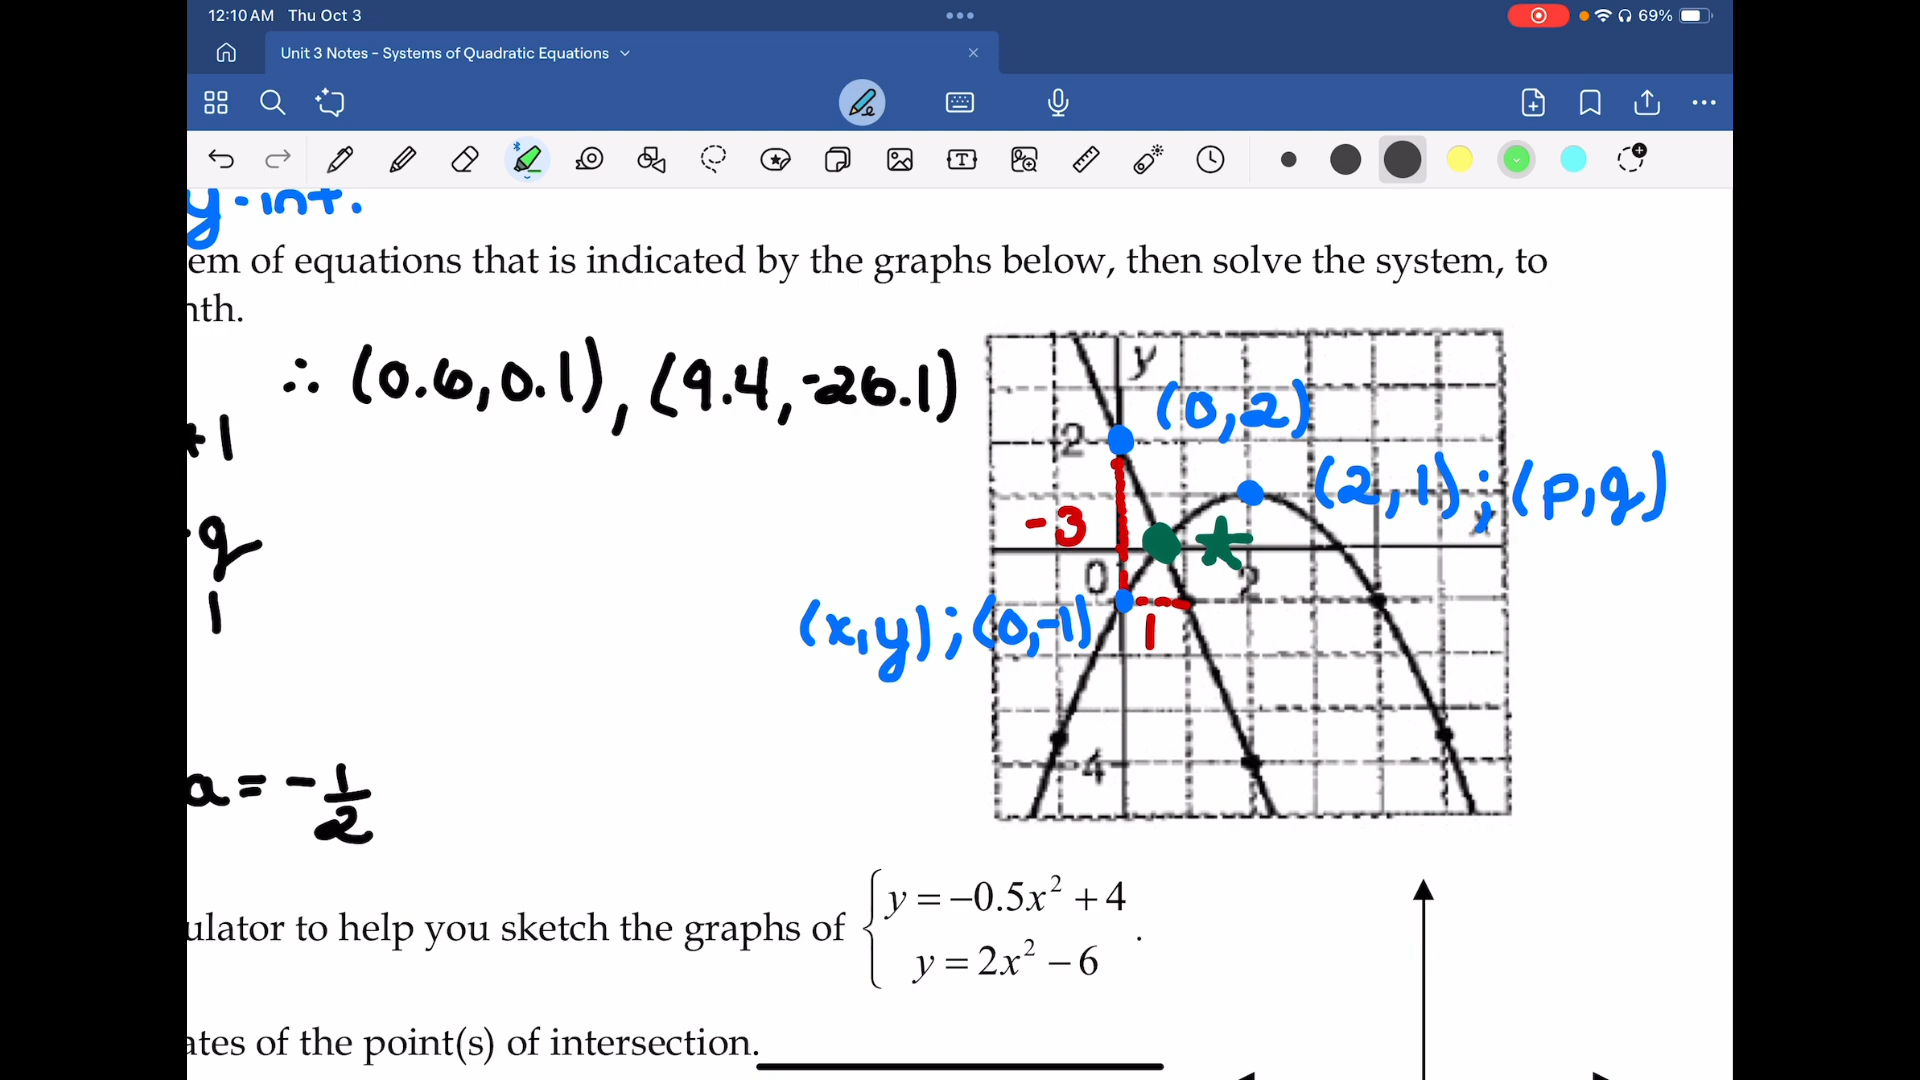 12:10 AM Thu Oct 3
69%
Unit 3 Notes - Systems of Quadratic Equations
y-int.
em of equations that is indicated by the graphs below, then solve the system, to
nth.
∴ (0.6,0.1), (9.4,-26.1)
+1
q
1
a = -1/2
y
2
(0,2)
(2,1);(p,q)
x
-3
0
2
(x,y);(0,-1)
1
-4
ulator to help you sketch the graphs of { y = −0.5x² + 4
y = 2x² − 6 .
ates of the point(s) of intersection.